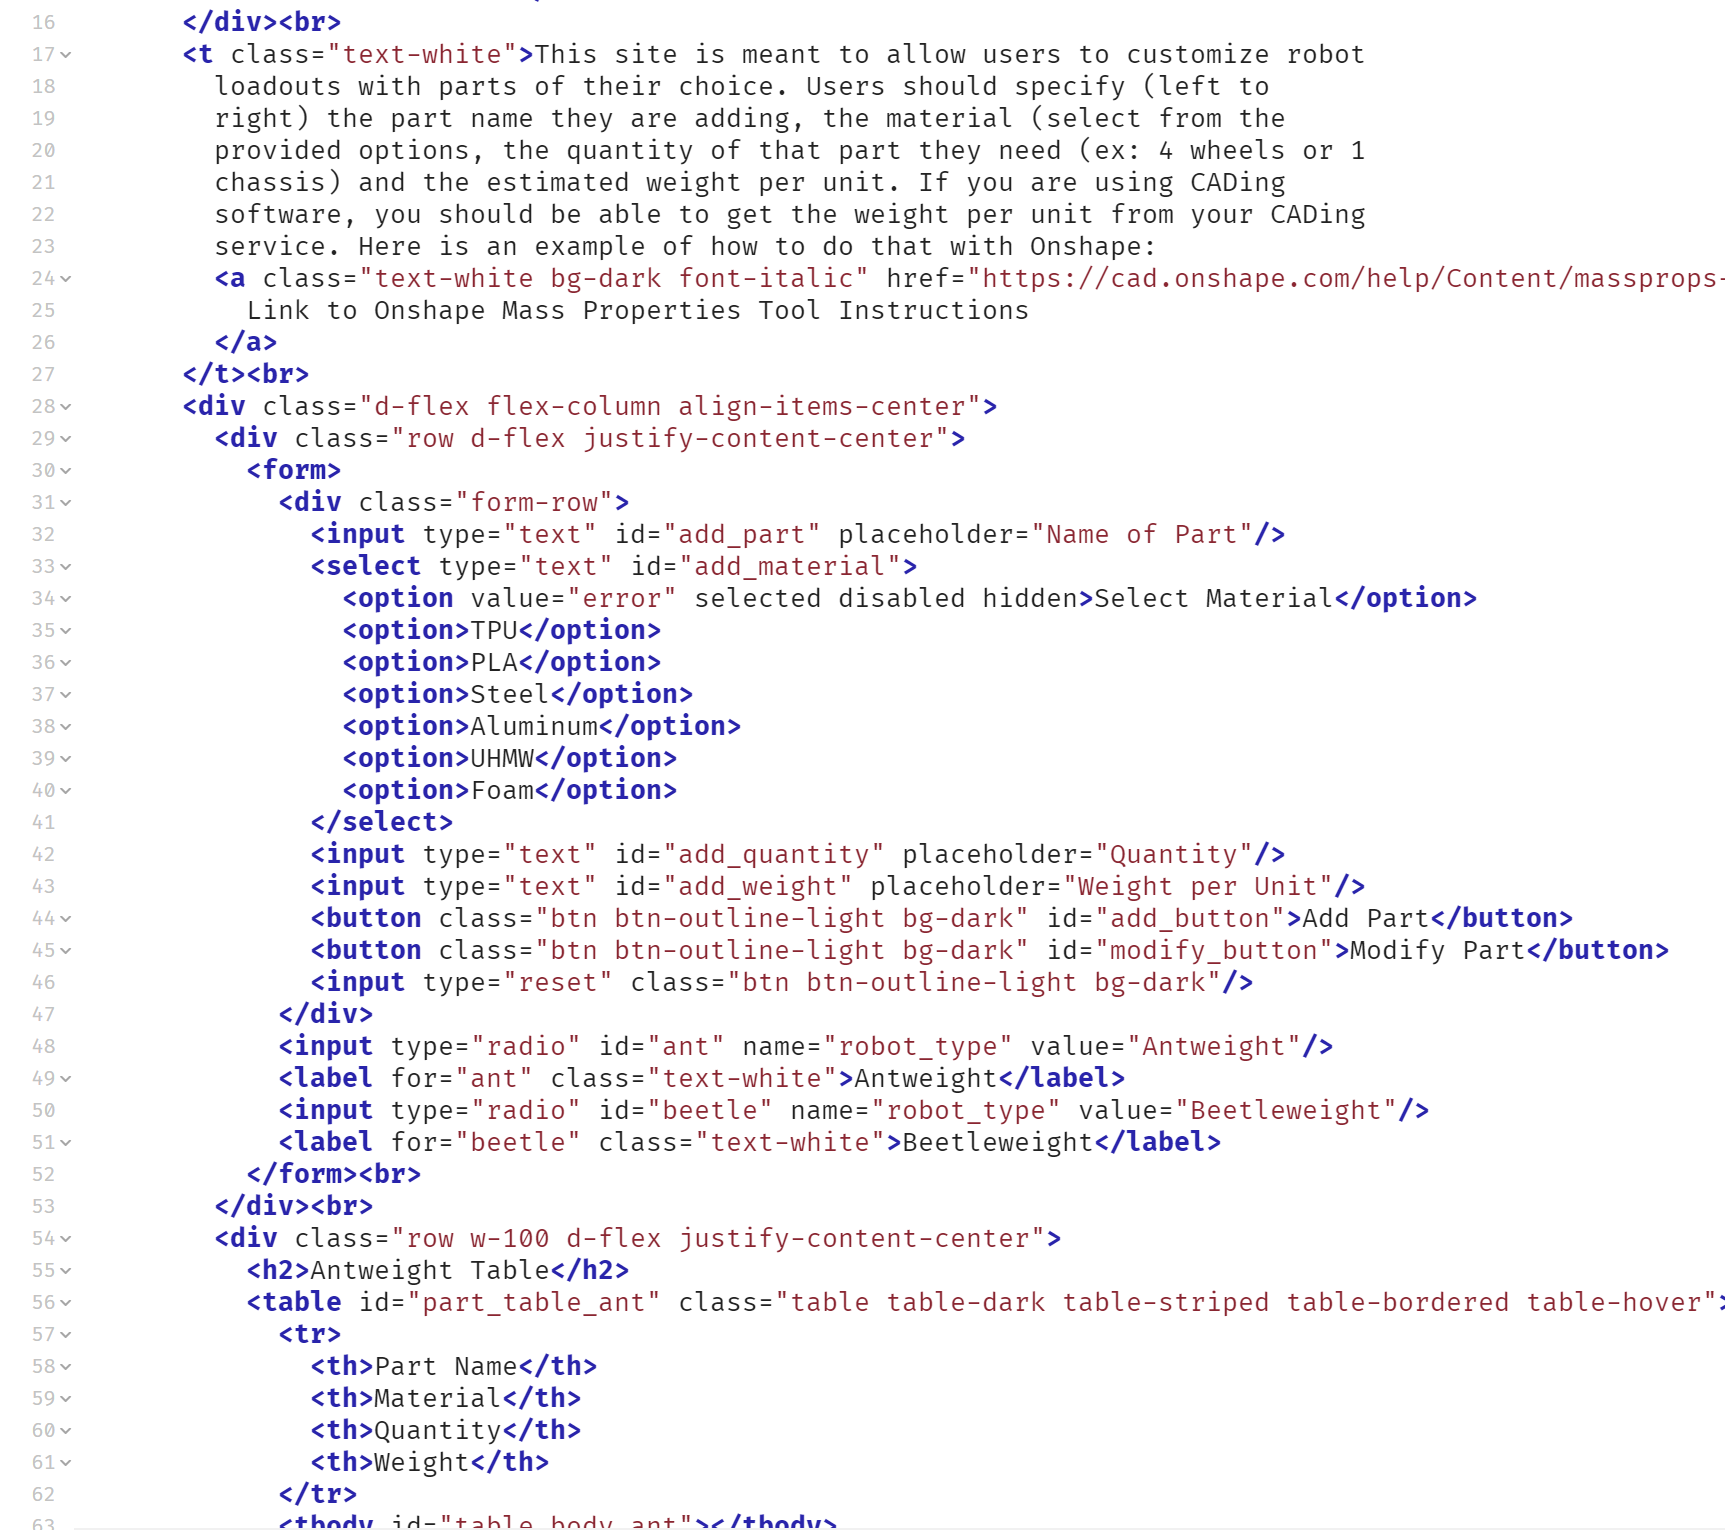 16 </div><br>
17 <t class="text-white">This site is meant to allow users to customize robot
18 loadouts with parts of their choice. Users should specify (left to
19 right) the part name they are adding, the material (select from the
20 provided options, the quantity of that part they need (ex: 4 wheels or 1
21 chassis) and the estimated weight per unit. If you are using CADing
22 software, you should be able to get the weight per unit from your CADing
23 service. Here is an example of how to do that with Onshape:
24 <a class="text-white bg-dark font-italic" href="https://cad.onshape.com/help/Content/massprops-
25 Link to Onshape Mass Properties Tool Instructions
26 </a>
27 </t><br>
28 <div class="d-flex flex-column align-items-center">
29 <div class="row d-flex justify-content-center">
30 <form>
31 <div class="form-row">
32 <input type="text" id="add_part" placeholder="Name of Part"/>
33 <select type="text" id="add_material">
34 <option value="error" selected disabled hidden>Select Material</option>
35 <option>TPU</option>
36 <option>PLA</option>
37 <option>Steel</option>
38 <option>Aluminum</option>
39 <option>UHMW</option>
40 <option>Foam</option>
41 </select>
42 <input type="text" id="add_quantity" placeholder="Quantity"/>
43 <input type="text" id="add_weight" placeholder="Weight per Unit"/>
44 <button class="btn btn-outline-light bg-dark" id="add_button">Add Part</button>
45 <button class="btn btn-outline-light bg-dark" id="modify_button">Modify Part</button>
46 <input type="reset" class="btn btn-outline-light bg-dark"/>
47 </div>
48 <input type="radio" id="ant" name="robot_type" value="Antweight"/>
49 <label for="ant" class="text-white">Antweight</label>
50 <input type="radio" id="beetle" name="robot_type" value="Beetleweight"/>
51 <label for="beetle" class="text-white">Beetleweight</label>
52 </form><br>
53 </div><br>
54 <div class="row w-100 d-flex justify-content-center">
55 <h2>Antweight Table</h2>
56 <table id="part_table_ant" class="table table-dark table-striped table-bordered table-hover">
57 <tr>
58 <th>Part Name</th>
59 <th>Material</th>
60 <th>Quantity</th>
61 <th>Weight</th>
62 </tr>
63 <tbody id="table_body_ant"></tbody>